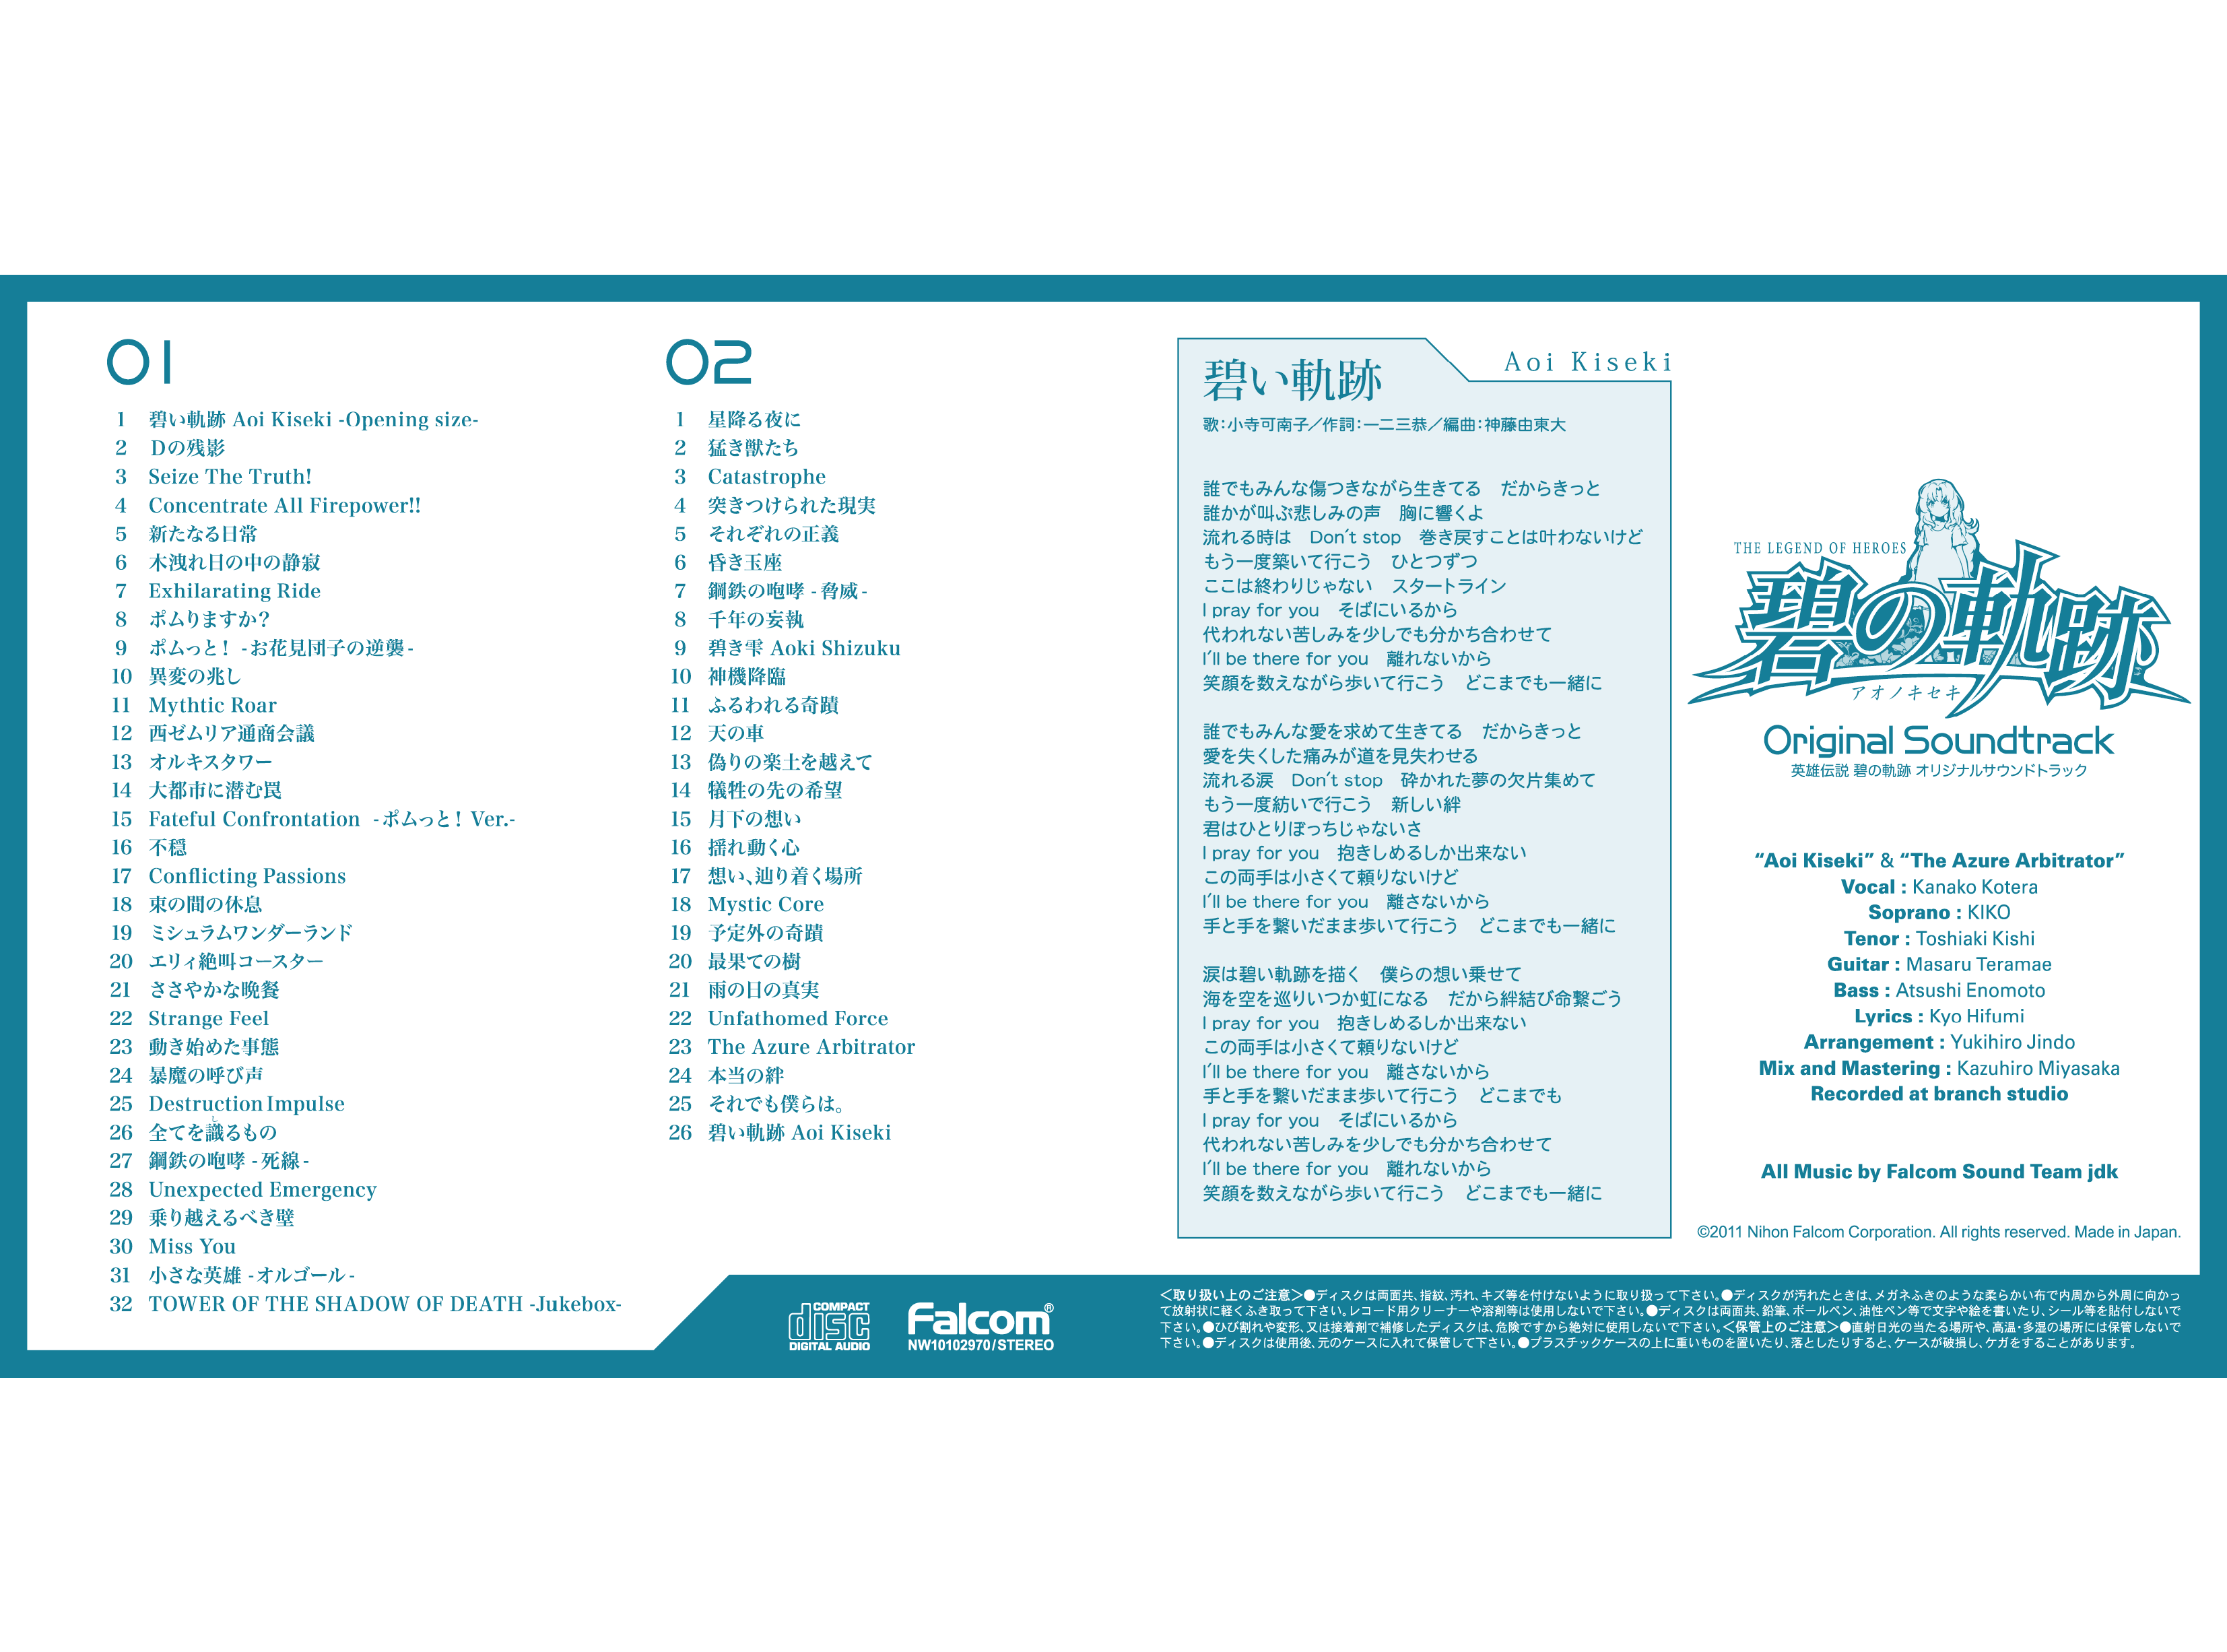 01
1 碧い軌跡 Aoi Kiseki -Opening size-
2 Dの残影
3 Seize The Truth!
4 Concentrate All Firepower!!
5 新たなる日常
6 木洩れ日の中の静寂
7 Exhilarating Ride
8 ポムりますか？
9 ポムっと！ -お花見団子の逆襲-
10 異変の兆し
11 Mythtic Roar
12 西ゼムリア通商会議
13 オルキスタワー
14 大都市に潜む罠
15 Fateful Confrontation -ポムっと！ Ver.-
16 不穏
17 Conflicting Passions
18 束の間の休息
19 ミシュラムワンダーランド
20 エリィ絶叫コースター
21 ささやかな晩餐
22 Strange Feel
23 動き始めた事態
24 暴魔の呼び声
25 Destruction Impulse
し
26 全てを識るもの
27 鋼鉄の咆哮 -死線-
28 Unexpected Emergency
29 乗り越えるべき壁
30 Miss You
31 小さな英雄 -オルゴール-
32 TOWER OF THE SHADOW OF DEATH -Jukebox-
02
1 星降る夜に
2 猛き獣たち
3 Catastrophe
4 突きつけられた現実
5 それぞれの正義
6 昏き玉座
7 鋼鉄の咆哮 -脅威-
8 千年の妄執
9 碧き雫 Aoki Shizuku
10 神機降臨
11 ふるわれる奇蹟
12 天の車
13 偽りの楽土を越えて
14 犠牲の先の希望
15 月下の想い
16 揺れ動く心
17 想い、辿り着く場所
18 Mystic Core
19 予定外の奇蹟
20 最果ての樹
21 雨の日の真実
22 Unfathomed Force
23 The Azure Arbitrator
24 本当の絆
25 それでも僕らは。
26 碧い軌跡 Aoi Kiseki
COMPACT
disc
DIGITAL AUDIO
Falcom®
NW10102970/STEREO
Aoi Kiseki
碧い軌跡
歌：小寺可南子／作詞：一二三恭／編曲：神藤由東大
誰でもみんな傷つきながら生きてる　だからきっと
誰かが叫ぶ悲しみの声　胸に響くよ
流れる時は　Don't stop　巻き戻すことは叶わないけど
もう一度築いて行こう　ひとつずつ
ここは終わりじゃない　スタートライン
I pray for you　そばにいるから
代われない苦しみを少しでも分かち合わせて
I'll be there for you　離れないから
笑顔を数えながら歩いて行こう　どこまでも一緒に
誰でもみんな愛を求めて生きてる　だからきっと
愛を失くした痛みが道を見失わせる
流れる涙　Don't stop　砕かれた夢の欠片集めて
もう一度紡いで行こう　新しい絆
君はひとりぼっちじゃないさ
I pray for you　抱きしめるしか出来ない
この両手は小さくて頼りないけど
I'll be there for you　離さないから
手と手を繋いだまま歩いて行こう　どこまでも一緒に
涙は碧い軌跡を描く　僕らの想い乗せて
海を空を巡りいつか虹になる　だから絆結び命繋ごう
I pray for you　抱きしめるしか出来ない
この両手は小さくて頼りないけど
I'll be there for you　離さないから
手と手を繋いだまま歩いて行こう　どこまでも
I pray for you　そばにいるから
代われない苦しみを少しでも分かち合わせて
I'll be there for you　離れないから
笑顔を数えながら歩いて行こう　どこまでも一緒に
THE LEGEND OF HEROES
碧の軌跡
アオノキセキ
Original Soundtrack
英雄伝説 碧の軌跡 オリジナルサウンドトラック
“Aoi Kiseki” & “The Azure Arbitrator”
Vocal : Kanako Kotera
Soprano : KIKO
Tenor : Toshiaki Kishi
Guitar : Masaru Teramae
Bass : Atsushi Enomoto
Lyrics : Kyo Hifumi
Arrangement : Yukihiro Jindo
Mix and Mastering : Kazuhiro Miyasaka
Recorded at branch studio
All Music by Falcom Sound Team jdk
©2011 Nihon Falcom Corporation. All rights reserved. Made in Japan.
＜取り扱い上のご注意＞●ディスクは両面共、指紋、汚れ、キズ等を付けないように取り扱って下さい。●ディスクが汚れたときは、メガネふきのような柔らかい布で内周から外周に向かっ
て放射状に軽くふき取って下さい。レコード用クリーナーや溶剤等は使用しないで下さい。●ディスクは両面共、鉛筆、ボールペン、油性ペン等で文字や絵を書いたり、シール等を貼付しないで
下さい。●ひび割れや変形、又は接着剤で補修したディスクは、危険ですから絶対に使用しないで下さい。＜保管上のご注意＞●直射日光の当たる場所や、高温・多湿の場所には保管しないで
下さい。●ディスクは使用後、元のケースに入れて保管して下さい。●プラスチックケースの上に重いものを置いたり、落としたりすると、ケースが破損し、ケガをすることがあります。